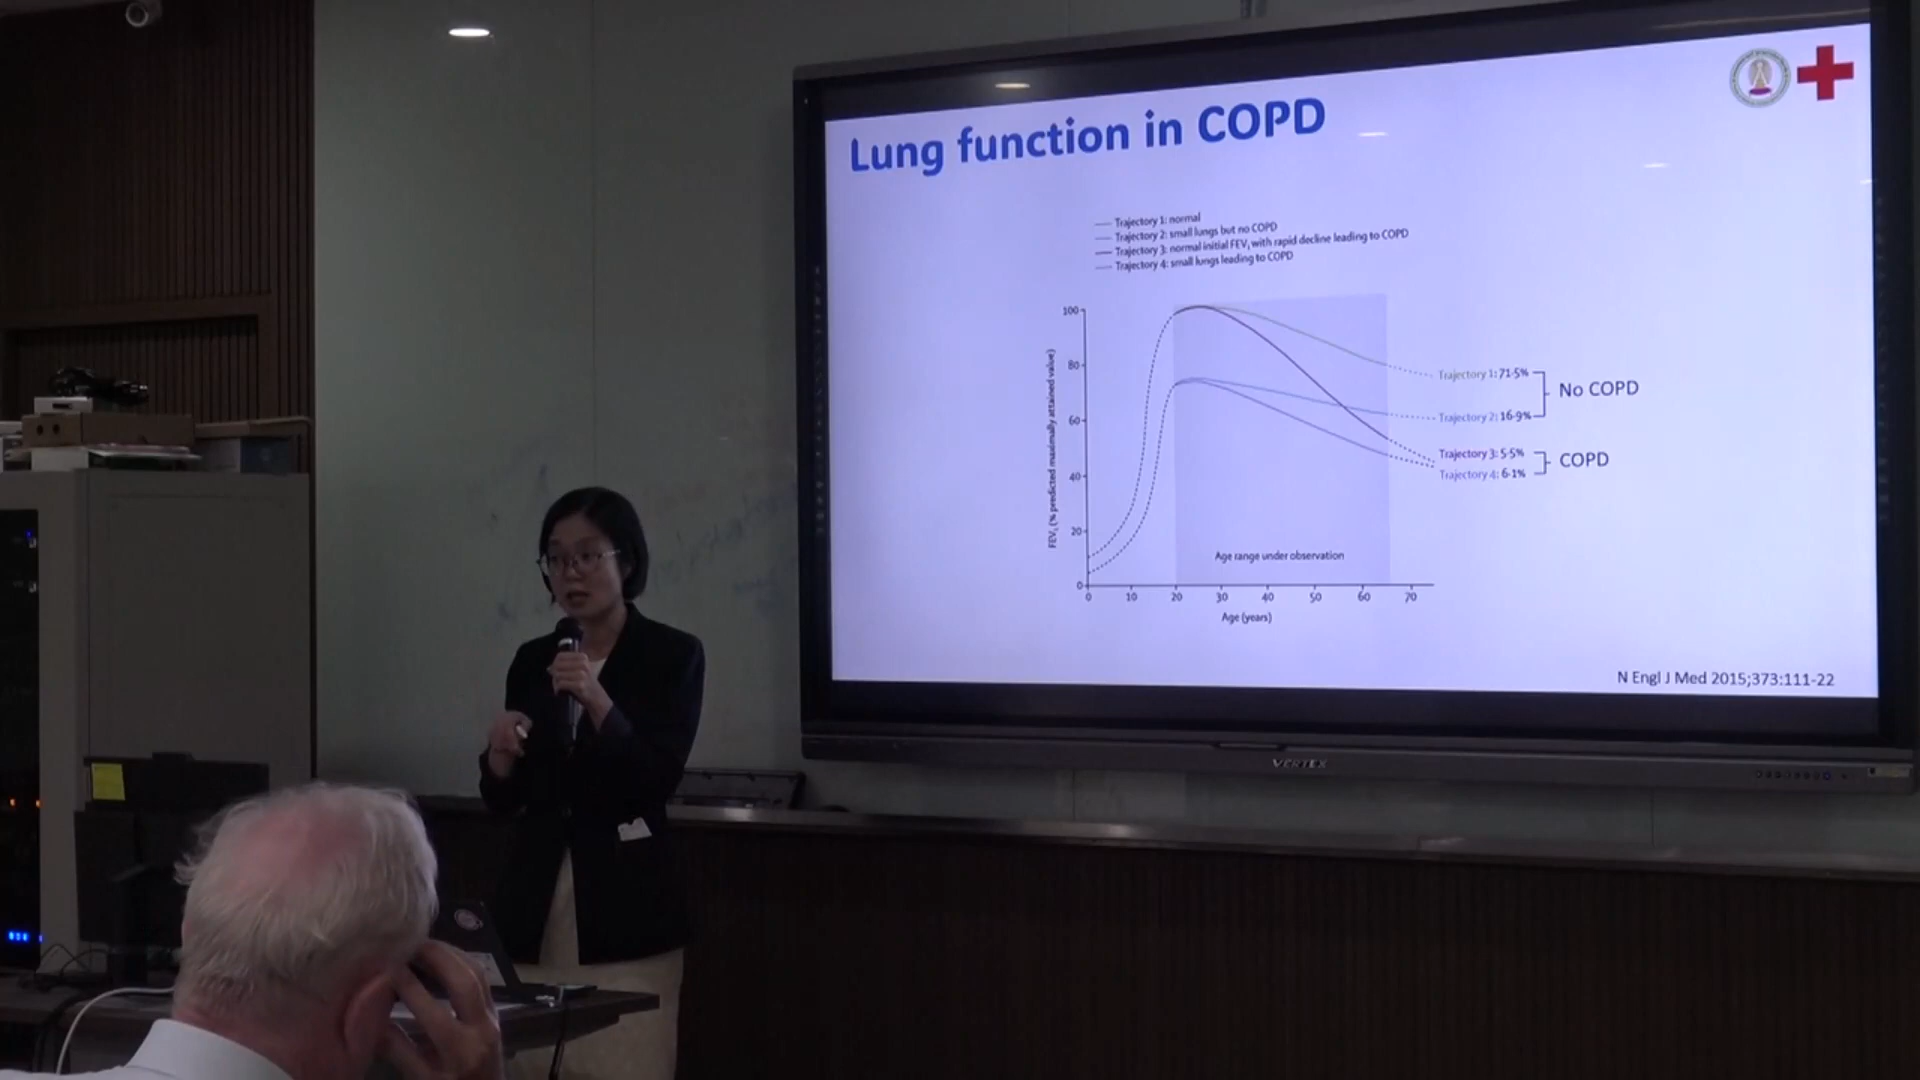 Lung function in COPD
Trajectory 1: normal
Trajectory 2: small lungs but no COPD
Trajectory 3: normal initial FEV₁ with rapid decline leading to COPD
Trajectory 4: small lungs leading to COPD
FEV₁ (% predicted maximally attained value)
100
80
60
40
20
0
Trajectory 1: 71·5%
Trajectory 2: 16·9%
No COPD
Trajectory 3: 5·5%
Trajectory 4: 6·1%
COPD
Age range under observation
0 10 20 30 40 50 60 70
Age (years)
N Engl J Med 2015;373:111-22
VERTEX